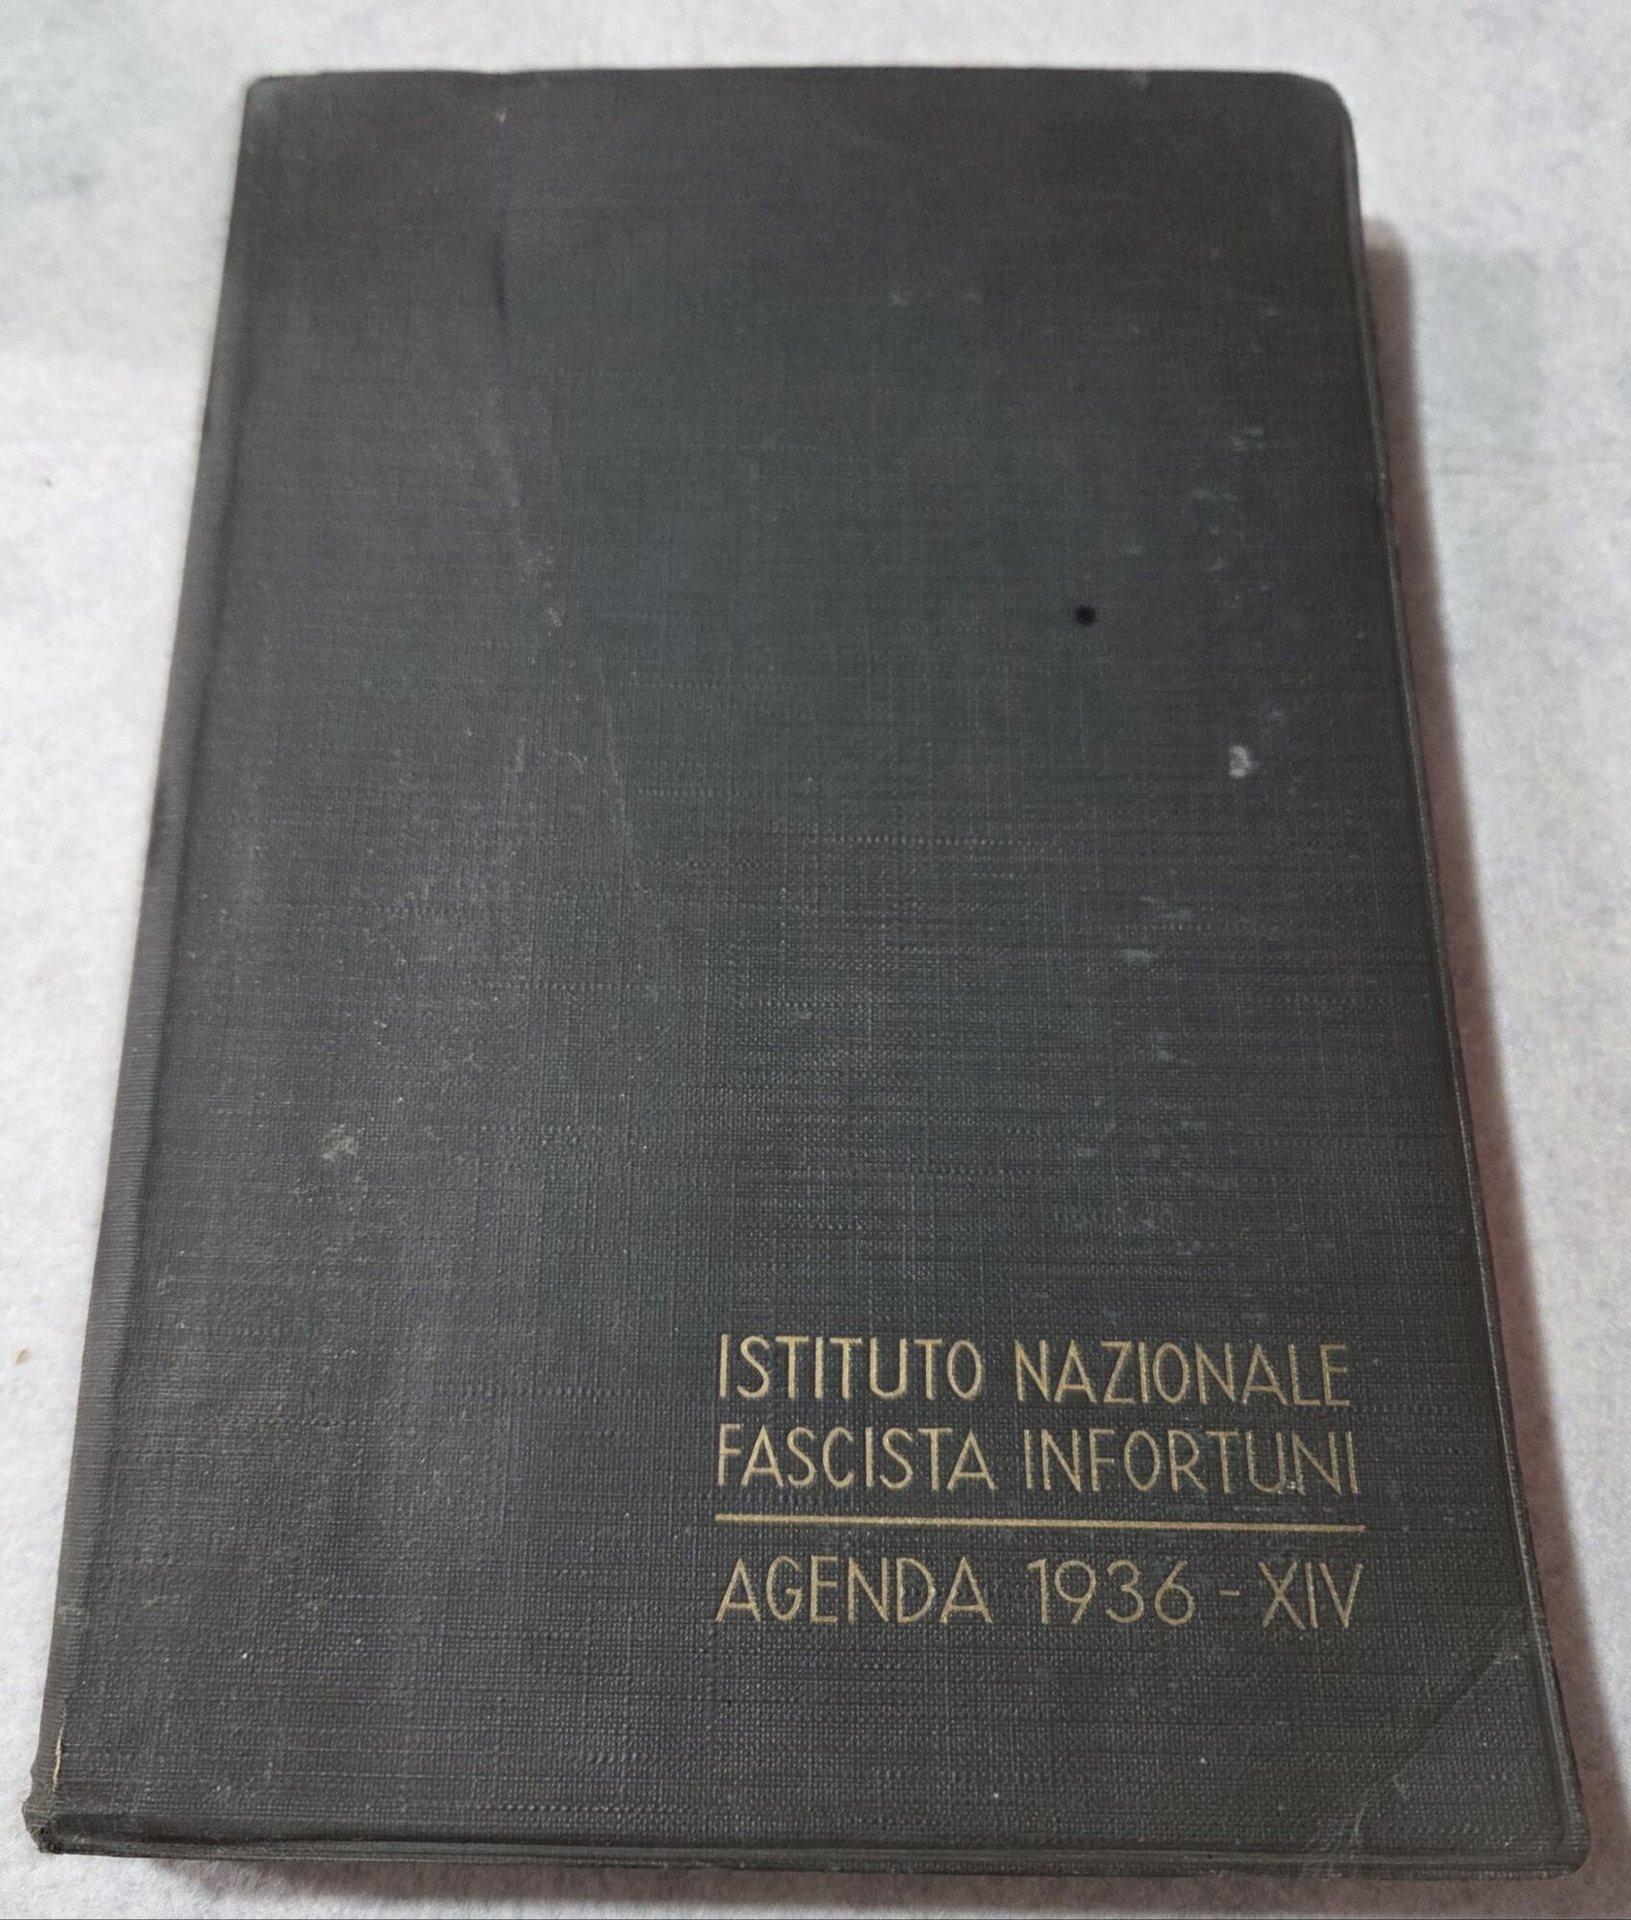 ISTITUTO NAZIONALE
FASCISTA INFORTUNI
AGENDA 1936 - XIV